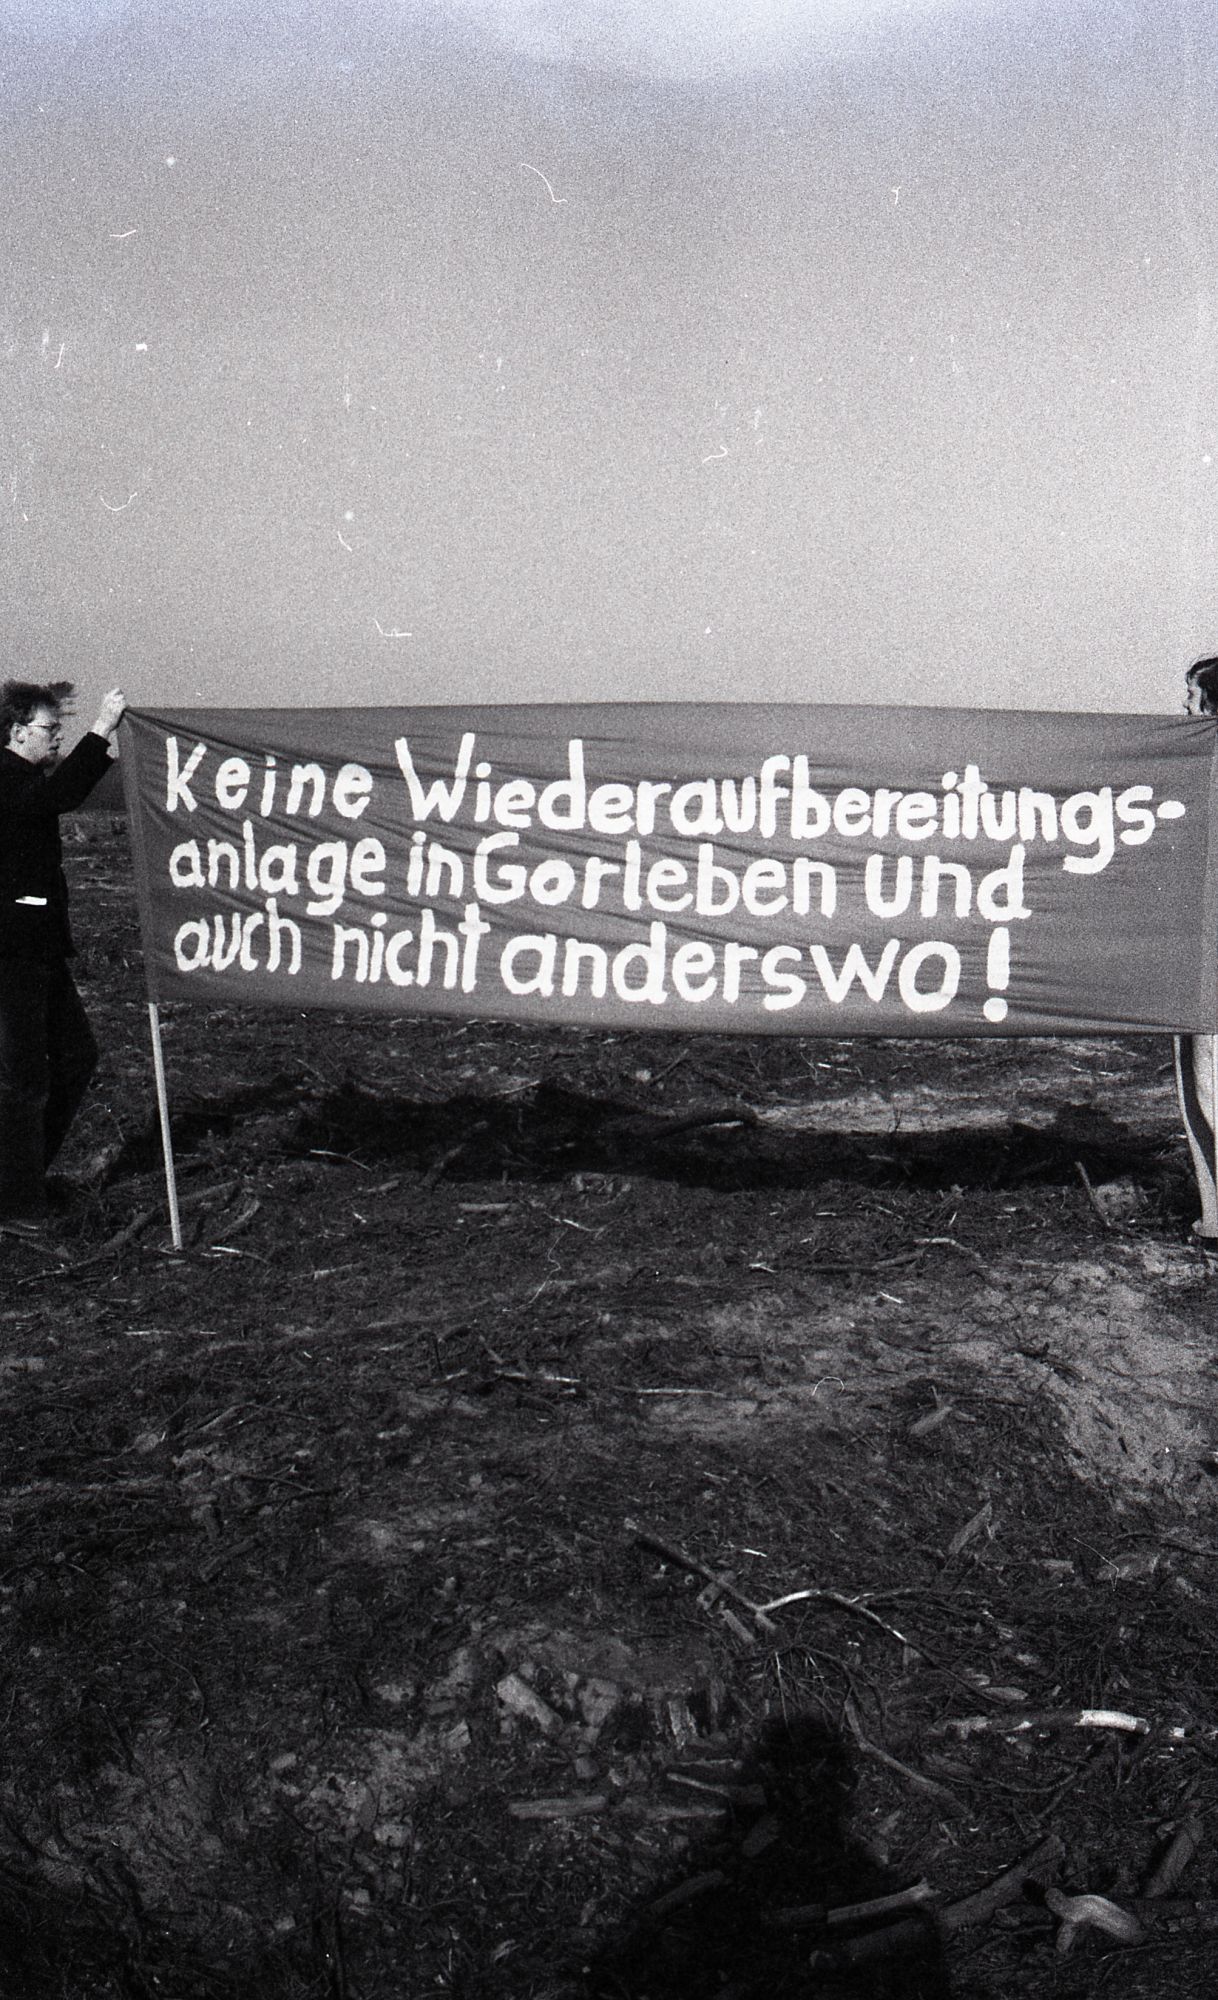 Keine Wiederaufbereitungs-
anlage in Gorleben und
auch nicht anderswo!